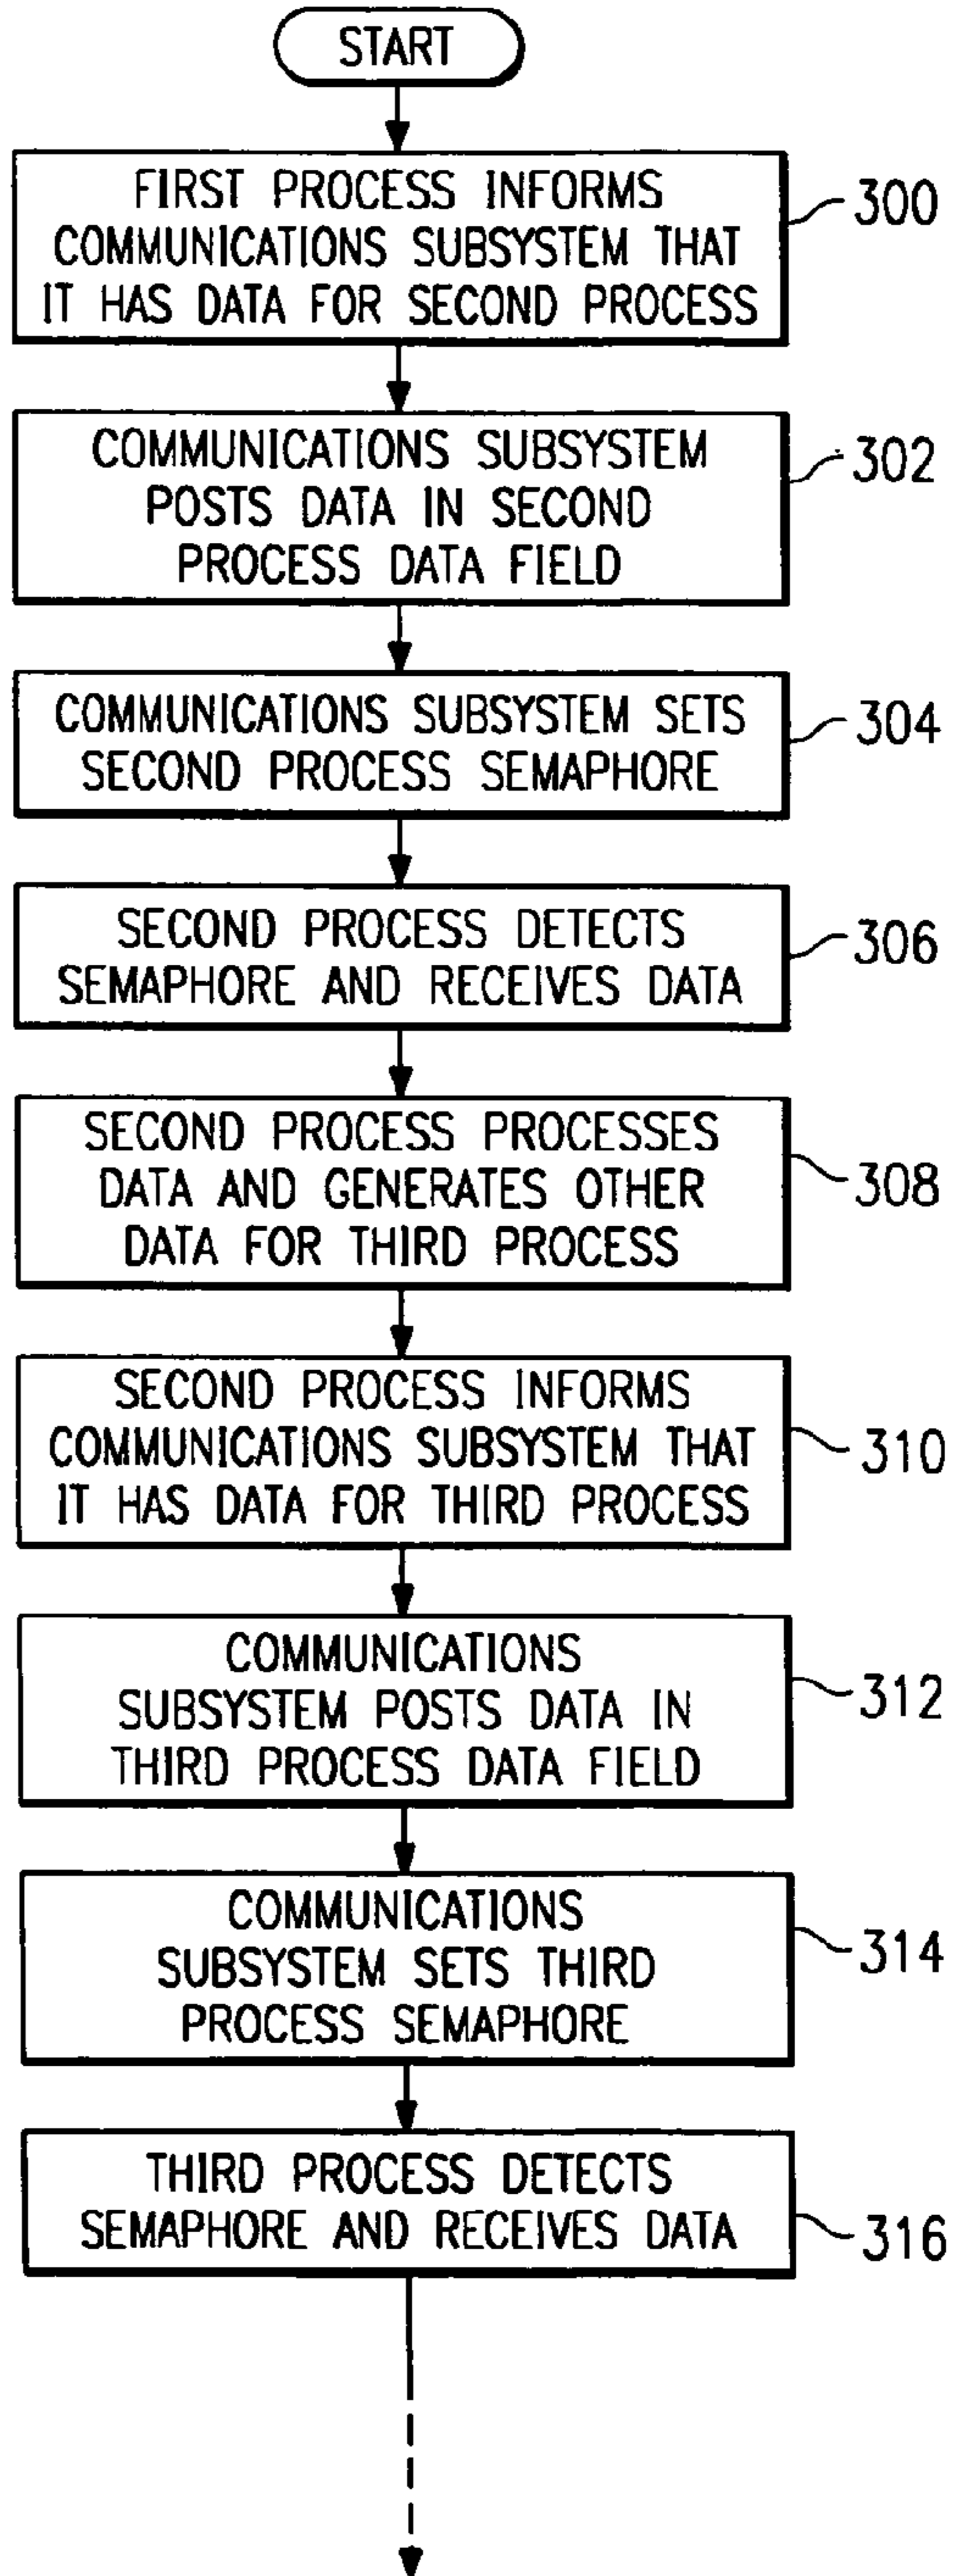 START
FIRST PROCESS INFORMS
COMMUNICATIONS SUBSYSTEM THAT
IT HAS DATA FOR SECOND PROCESS
300
COMMUNICATIONS SUBSYSTEM
POSTS DATA IN SECOND
PROCESS DATA FIELD
302
COMMUNICATIONS SUBSYSTEM SETS
SECOND PROCESS SEMAPHORE
304
SECOND PROCESS DETECTS
SEMAPHORE AND RECEIVES DATA
306
SECOND PROCESS PROCESSES
DATA AND GENERATES OTHER
DATA FOR THIRD PROCESS
308
SECOND PROCESS INFORMS
COMMUNICATIONS SUBSYSTEM THAT
IT HAS DATA FOR THIRD PROCESS
310
COMMUNICATIONS
SUBSYSTEM POSTS DATA IN
THIRD PROCESS DATA FIELD
312
COMMUNICATIONS
SUBSYSTEM SETS THIRD
PROCESS SEMAPHORE
314
THIRD PROCESS DETECTS
SEMAPHORE AND RECEIVES DATA
316